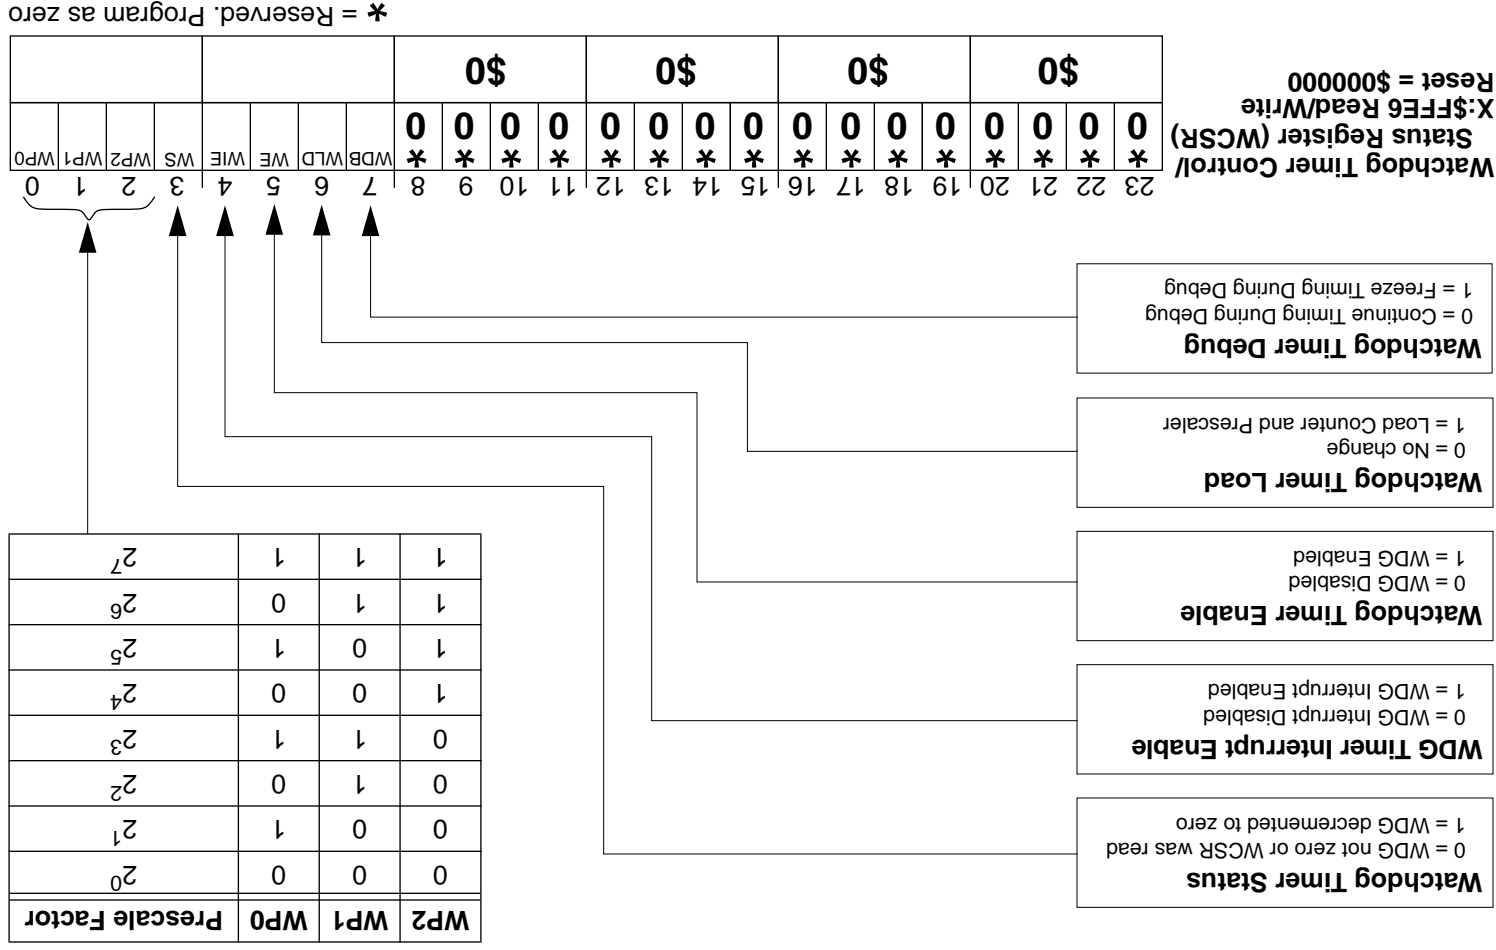 Watchdog Timer Status
0 = WDG not zero or WCSR was read
1 = WDG decremented to zero
WDG Timer Interrupt Enable
0 = WDG Interrupt Disabled
1 = WDG Interrupt Enabled
Watchdog Timer Enable
0 = WDG Disabled
1 = WDG Enabled
Watchdog Timer Load
0 = No change
1 = Load Counter and Prescaler
Watchdog Timer Debug
0 = Continue Timing During Debug
1 = Freeze Timing During Debug
WP2 WP1 WP0 Prescale Factor
0 0 0 2⁰
0 0 1 2¹
0 1 0 2²
0 1 1 2³
1 0 0 2⁴
1 0 1 2⁵
1 1 0 2⁶
1 1 1 2⁷
Watchdog Timer Control/
Status Register (WCSR)
X:$FFE6 Read/Write
Reset = $000000
23 22 21 20 19 18 17 16 15 14 13 12 11 10 9 8 7 6 5 4 3 2 1 0
* * * * * * * * * * * * * * * * WDB WLD WE WIE WS WP2 WP1 WP0
0 0 0 0 0 0 0 0 0 0 0 0 0 0 0 0
$0 $0 $0 $0
* = Reserved. Program as zero